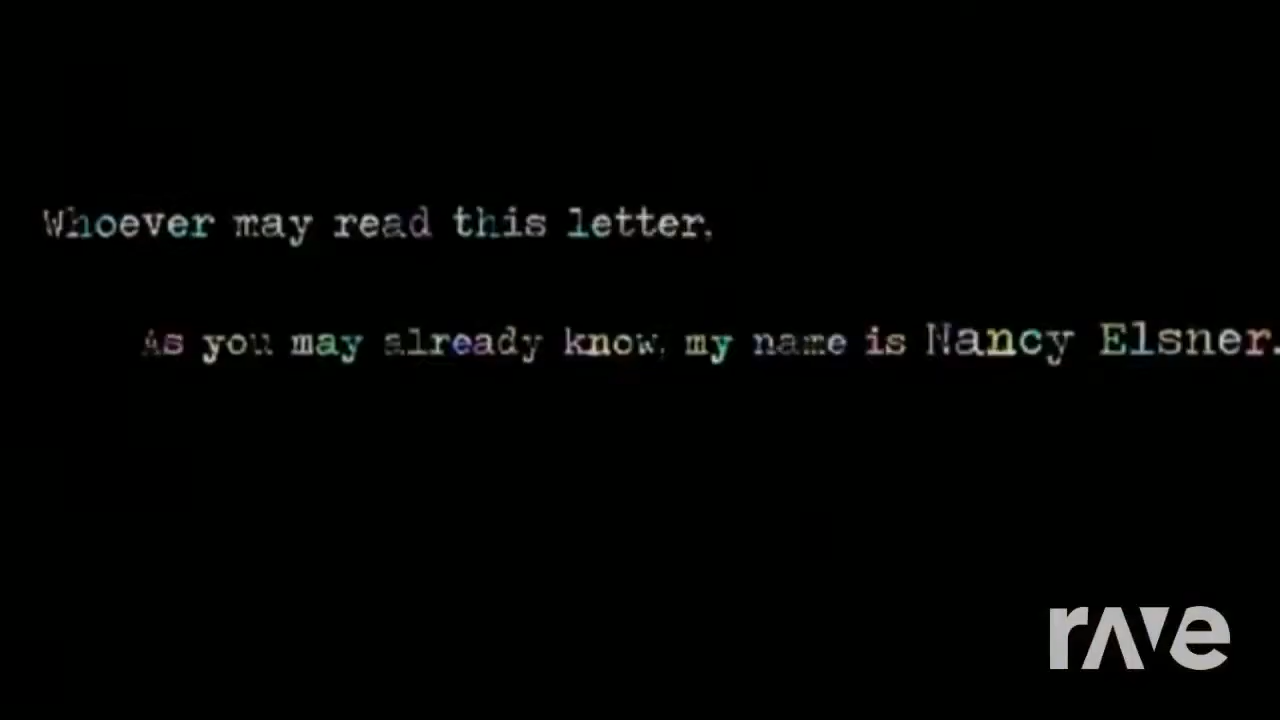 Whoever may read this letter,
As you may already know, my name is Nancy Elsner.
rave